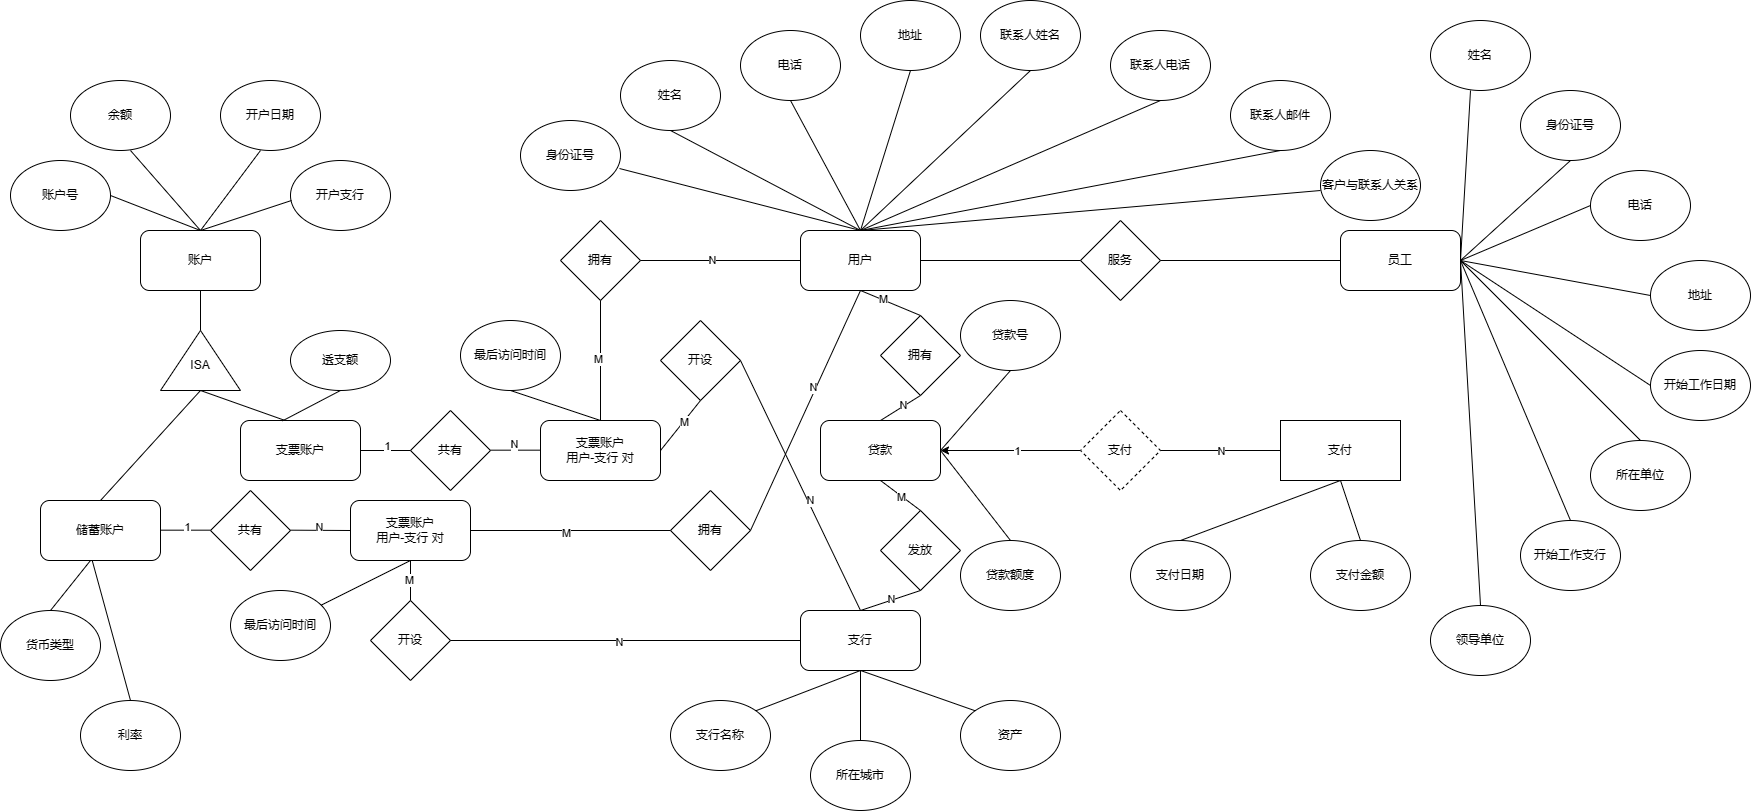 地址
联系人姓名
姓名
电话
联系人电话
姓名
余额
开户日期
联系人邮件
身份证号
身份证号
账户号
开户支行
客户与联系人关系
电话
账户
拥有
N
用户
服务
员工
地址
M
贷款号
ISA
透支额
最后访问时间
M
开设
拥有
N
开始工作日期
N
M
支票账户
1
共有
N
支票账户
用户-支行 对
贷款
1
支付
N
支付
所在单位
M
N
储蓄账户
1
共有
N
支票账户
用户-支行 对
M
拥有
发放
开始工作支行
M
贷款额度
支付日期
支付金额
N
最后访问时间
货币类型
开设
N
支行
领导单位
利率
支行名称
资产
所在城市